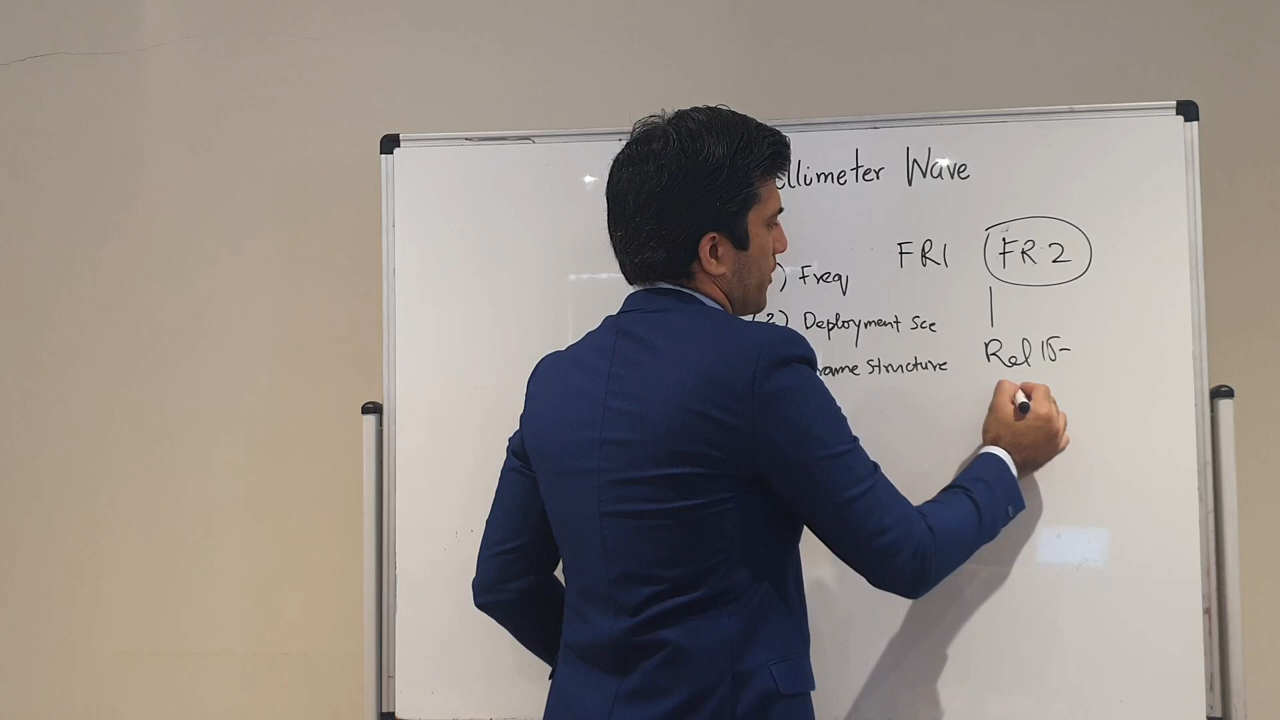 llimeter Wave
) Freq
FR1
FR2
(2) Deployment Sce
rame Structure
Rel 15-